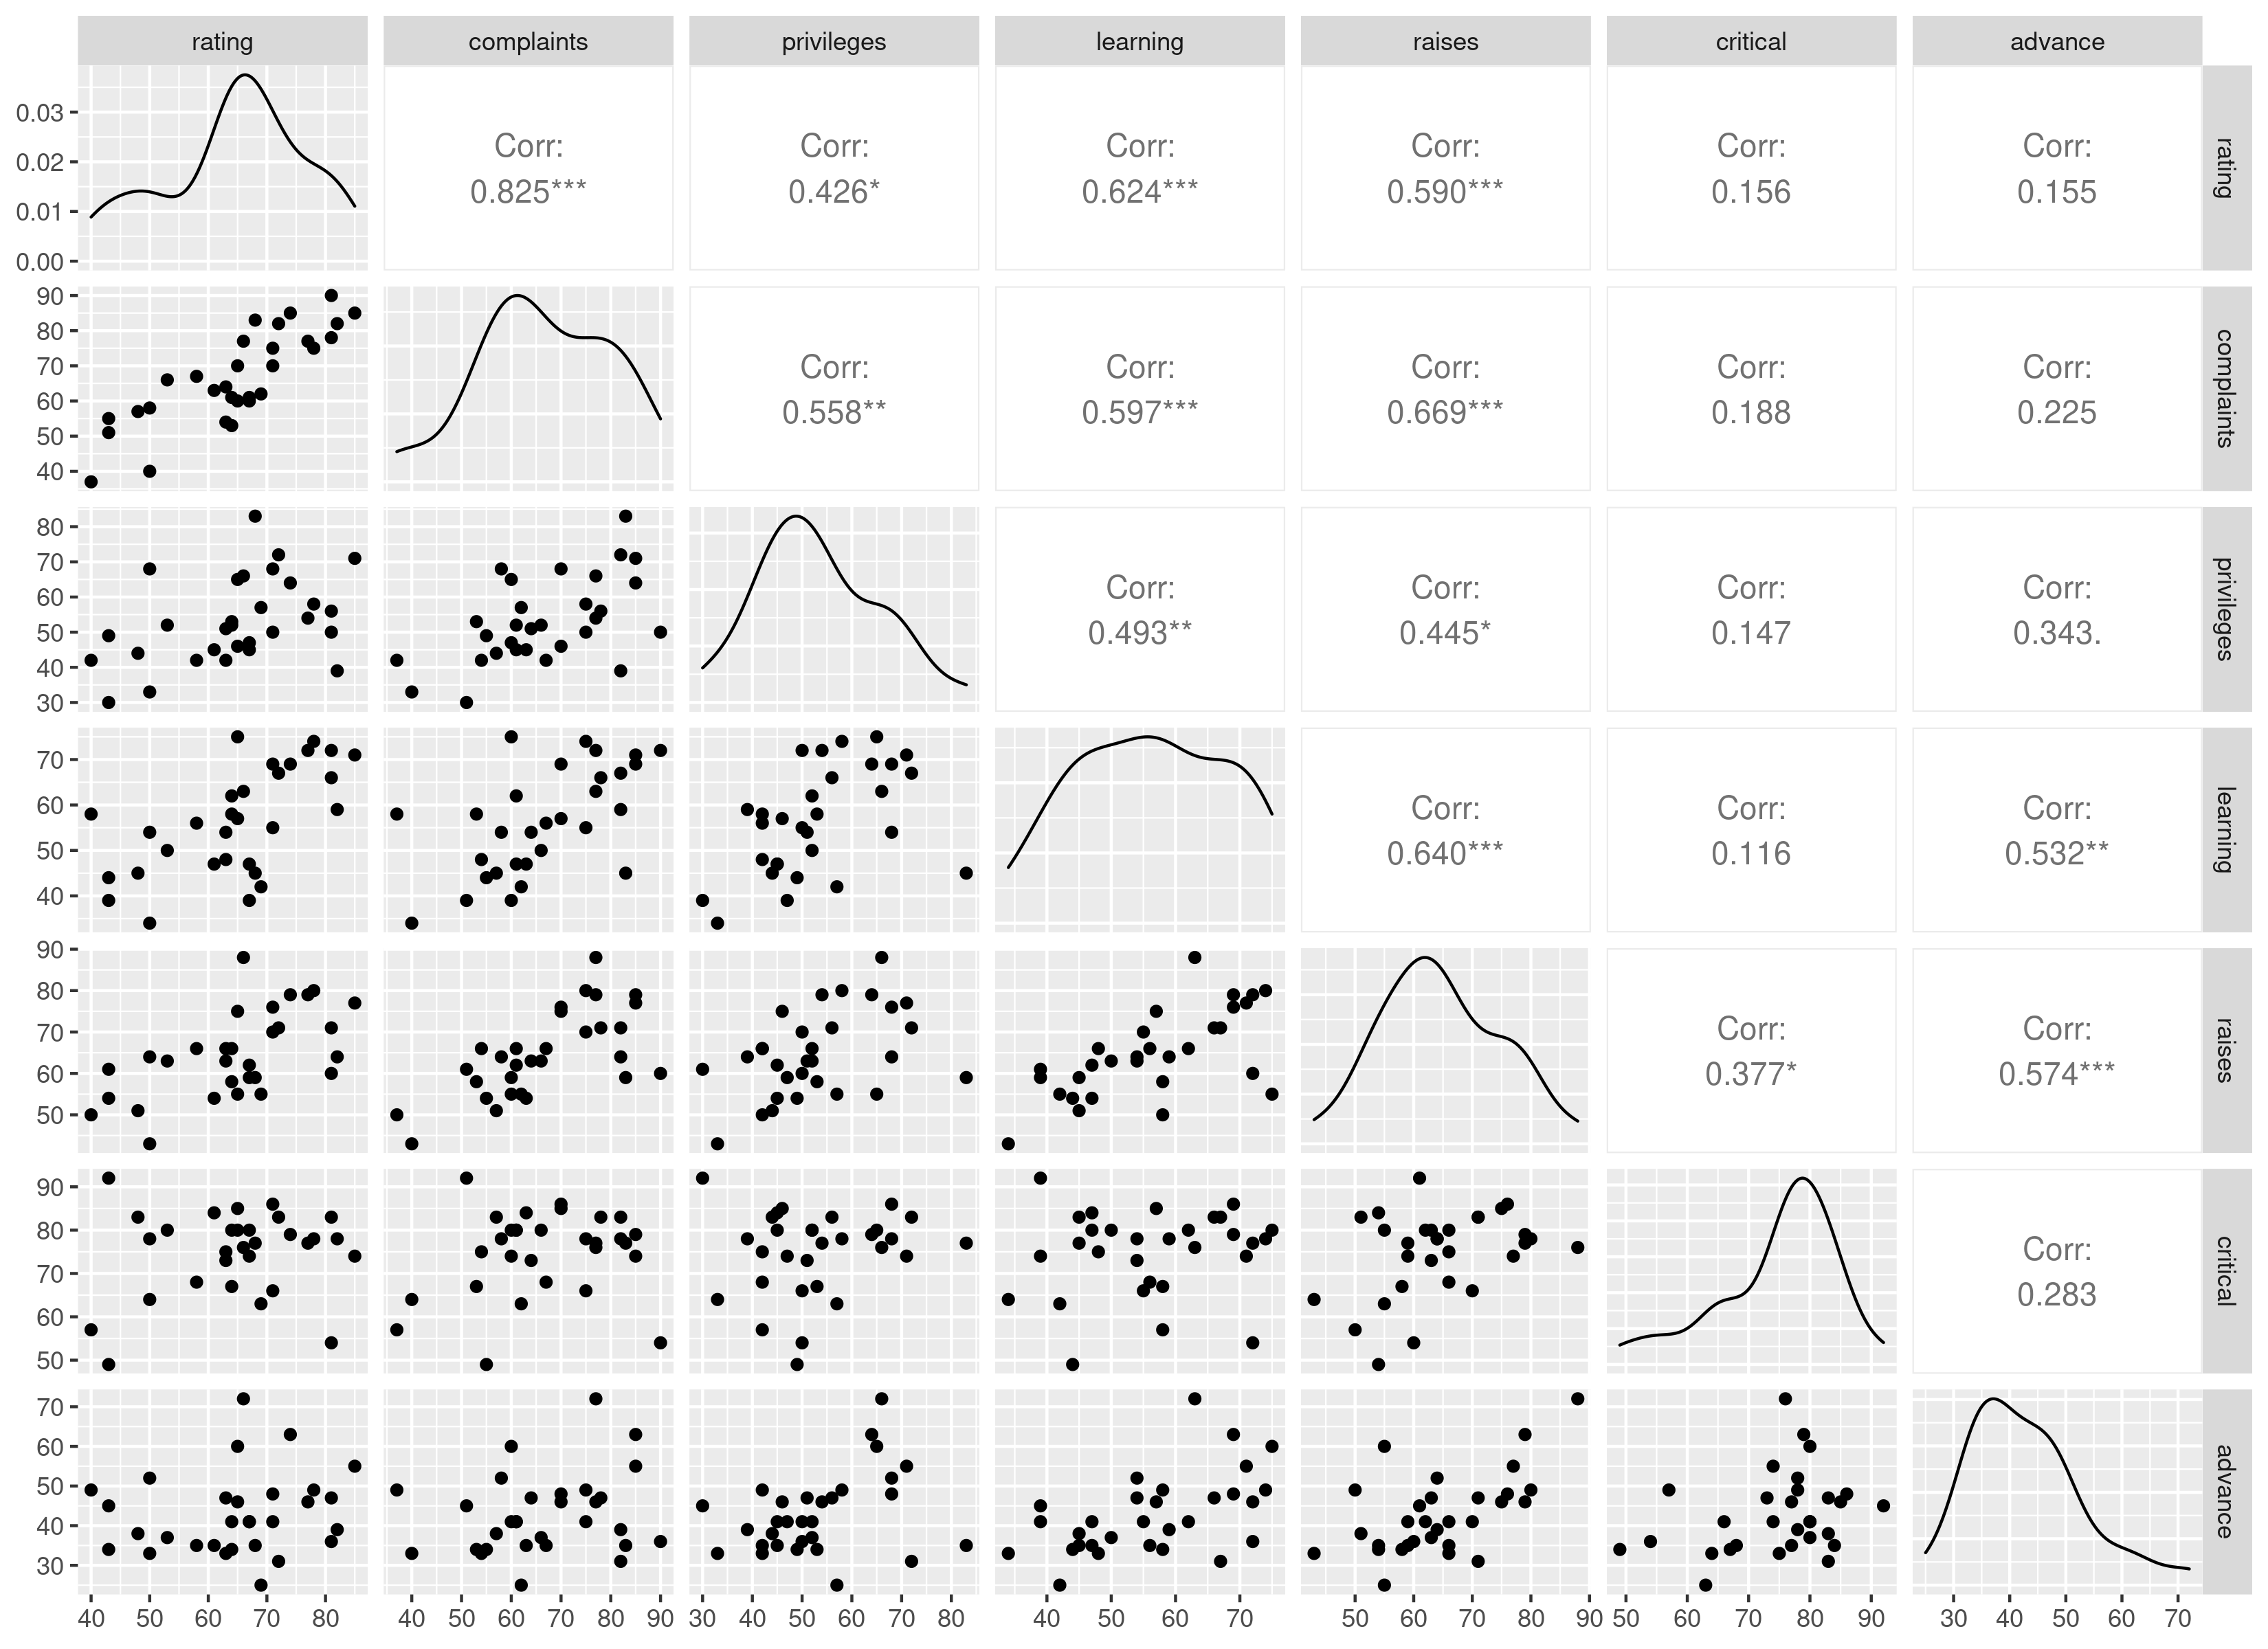 rating complaints privileges learning raises critical advance
0.03
0.02
0.01
0.00
Corr: Corr: Corr: Corr: Corr: Corr:
0.825*** 0.426* 0.624*** 0.590*** 0.156 0.155
rating
90
80
70
60
50
40
Corr: Corr: Corr: Corr: Corr:
0.558** 0.597*** 0.669*** 0.188 0.225
complaints
80
70
60
50
40
30
Corr: Corr: Corr: Corr:
0.493** 0.445* 0.147 0.343.
privileges
70
60
50
40
Corr: Corr: Corr:
0.640*** 0.116 0.532**
learning
90
80
70
60
50
Corr: Corr:
0.377* 0.574***
raises
90
80
70
60
50
Corr:
0.283
critical
70
60
50
40
30
advance
40 50 60 70 80 40 50 60 70 80 90 30 40 50 60 70 80 40 50 60 70 50 60 70 80 90 50 60 70 80 90 30 40 50 60 70